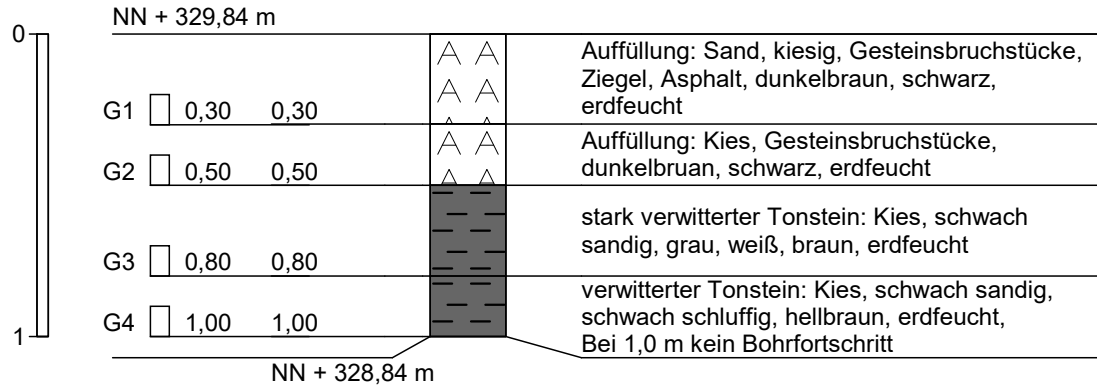 NN + 329,84 m
0
Auffüllung: Sand, kiesig, Gesteinsbruchstücke,
Ziegel, Asphalt, dunkelbraun, schwarz,
erdfeucht
G1 0,30 0,30
Auffüllung: Kies, Gesteinsbruchstücke,
dunkelbruan, schwarz, erdfeucht
G2 0,50 0,50
stark verwitterter Tonstein: Kies, schwach
sandig, grau, weiß, braun, erdfeucht
G3 0,80 0,80
verwitterter Tonstein: Kies, schwach sandig,
schwach schluffig, hellbraun, erdfeucht,
Bei 1,0 m kein Bohrfortschritt
G4 1,00 1,00
1
NN + 328,84 m